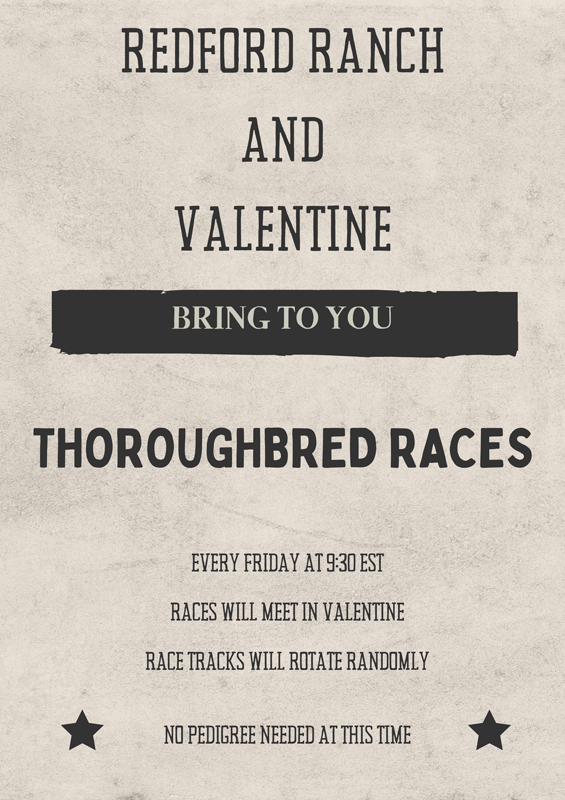 REDFORD RANCH
AND
VALENTINE
BRING TO YOU
THOROUGHBRED RACES
EVERY FRIDAY AT 9:30 EST
RACES WILL MEET IN VALENTINE
RACE TRACKS WILL ROTATE RANDOMLY
NO PEDIGREE NEEDED AT THIS TIME